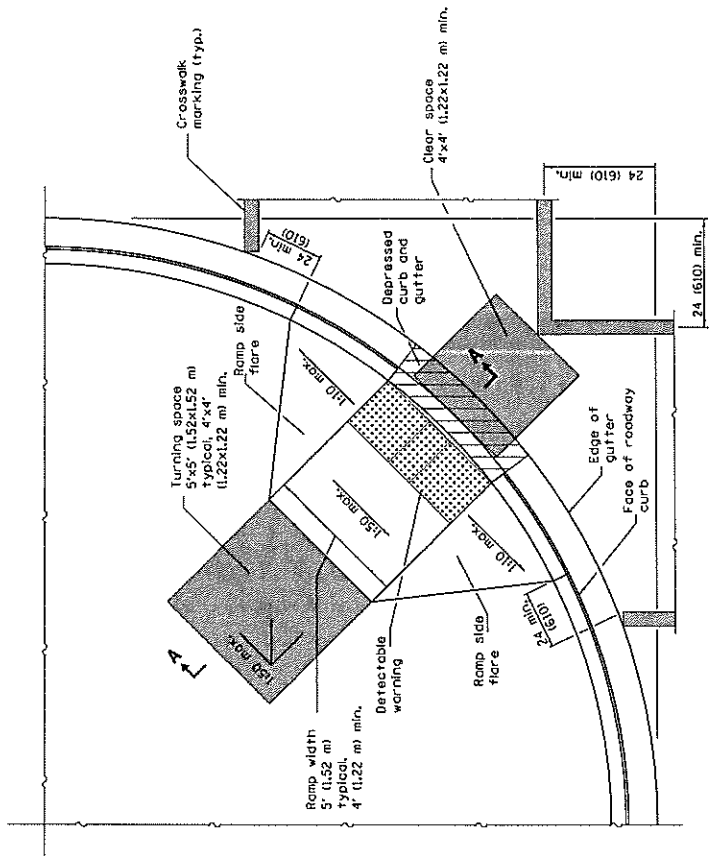 Crosswalk
marking (typ.)
Clear space
4'x4' (1.22x1.22 m) min.
24 (610) min.
24 (610) min.
24 min.
(610)
Depressed
curb and
gutter
Ramp side
flare
Turning space
5'x5' (1.52x1.52 m)
typical, 4'x4'
(1.22x1.22 m) min.
1:10 max.
1:50 max.
1:10 max.
1:50 max.
A
A
Edge of
gutter
Face of roadway
curb
24 min.
(610)
Ramp side
flare
Detectable
warning
Ramp width
5' (1.52 m)
typical.
4' (1.22 m) min.